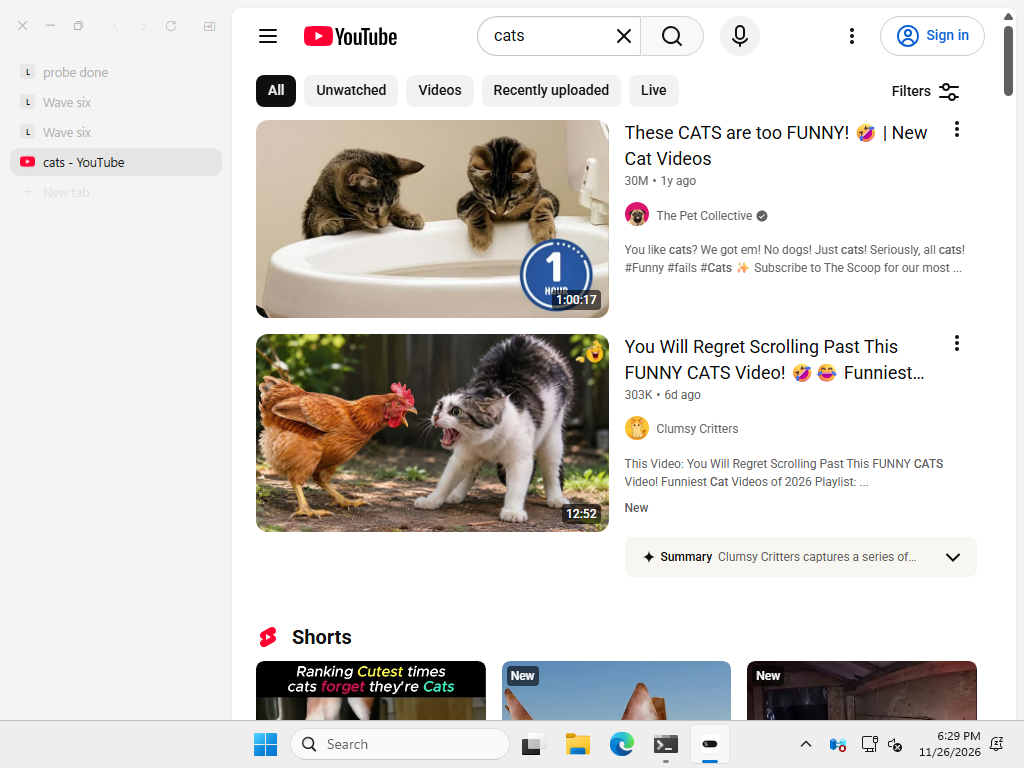 L probe done
L Wave six
L Wave six
cats - YouTube
+ New tab
YouTube
cats
Sign in
All
Unwatched
Videos
Recently uploaded
Live
Filters
1
HOUR
1:00:17
These CATS are too FUNNY! 🤣 | New
Cat Videos
30M • 1y ago
The Pet Collective
You like cats? We got em! No dogs! Just cats! Seriously, all cats!
#Funny #fails #Cats ✨ Subscribe to The Scoop for our most ...
12:52
You Will Regret Scrolling Past This
FUNNY CATS Video! 🤣 😂 Funniest…
303K • 6d ago
Clumsy Critters
This Video: You Will Regret Scrolling Past This FUNNY CATS
Video! Funniest Cat Videos of 2026 Playlist: ...
New
Summary Clumsy Critters captures a series of…
Shorts
Ranking Cutest times
cats forget they're Cats
New
New
Search
6:29 PM
11/26/2026